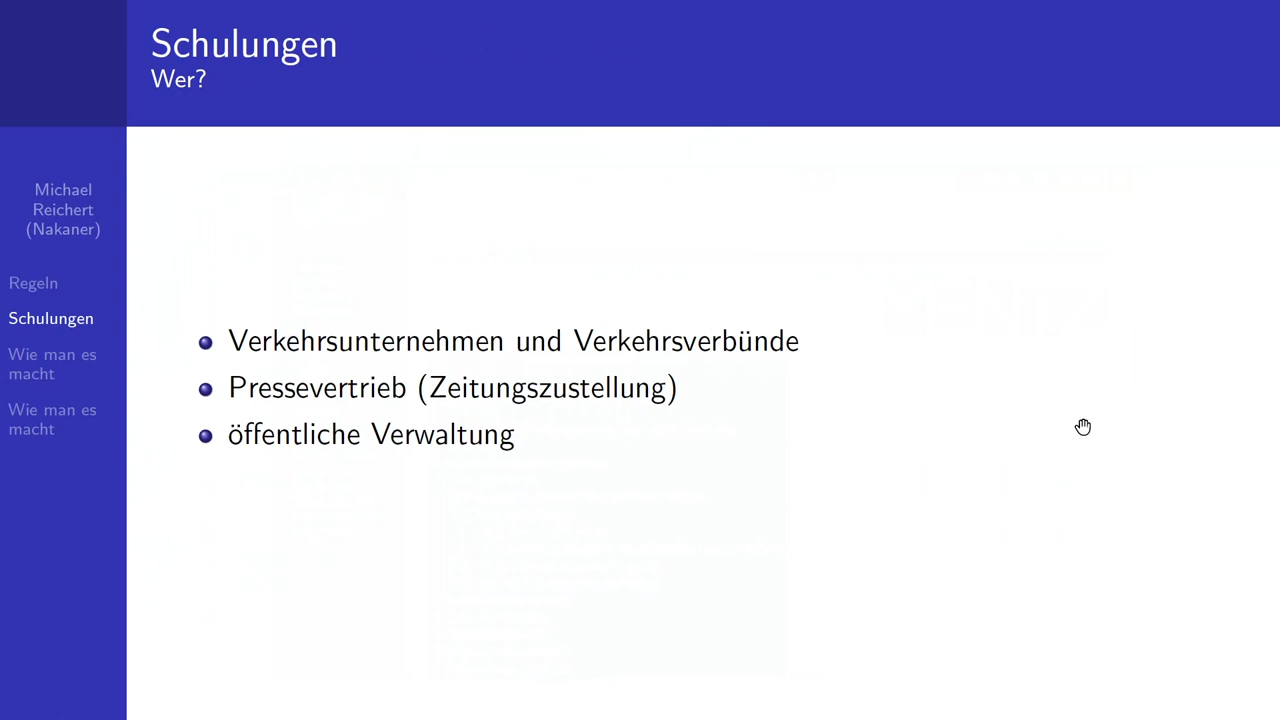 Schulungen
Wer?
Michael
Reichert
(Nakaner)
Regeln
Schulungen
Wie man es
macht
Wie man es
macht
Verkehrsunternehmen und Verkehrsverbünde
Pressevertrieb (Zeitungszustellung)
öffentliche Verwaltung